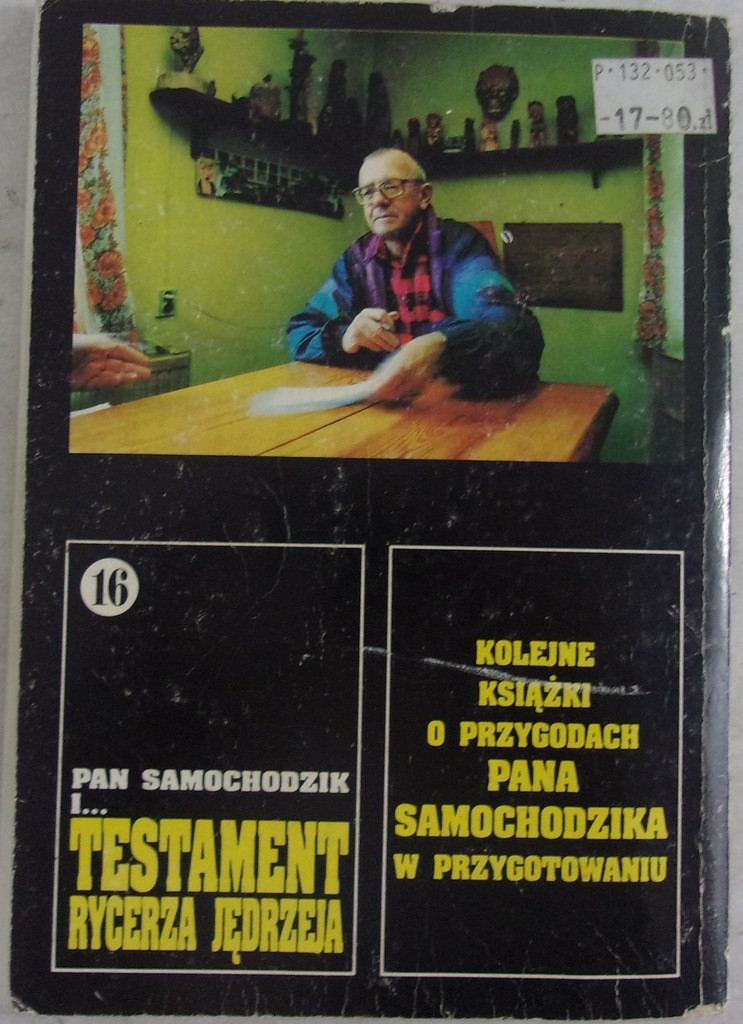 P·132·053·
-17-80.zł
16
PAN SAMOCHODZIK
I...
TESTAMENT
RYCERZA JĘDRZEJA
KOLEJNE
KSIĄŻKI
O PRZYGODACH
PANA
SAMOCHODZIKA
W PRZYGOTOWANIU